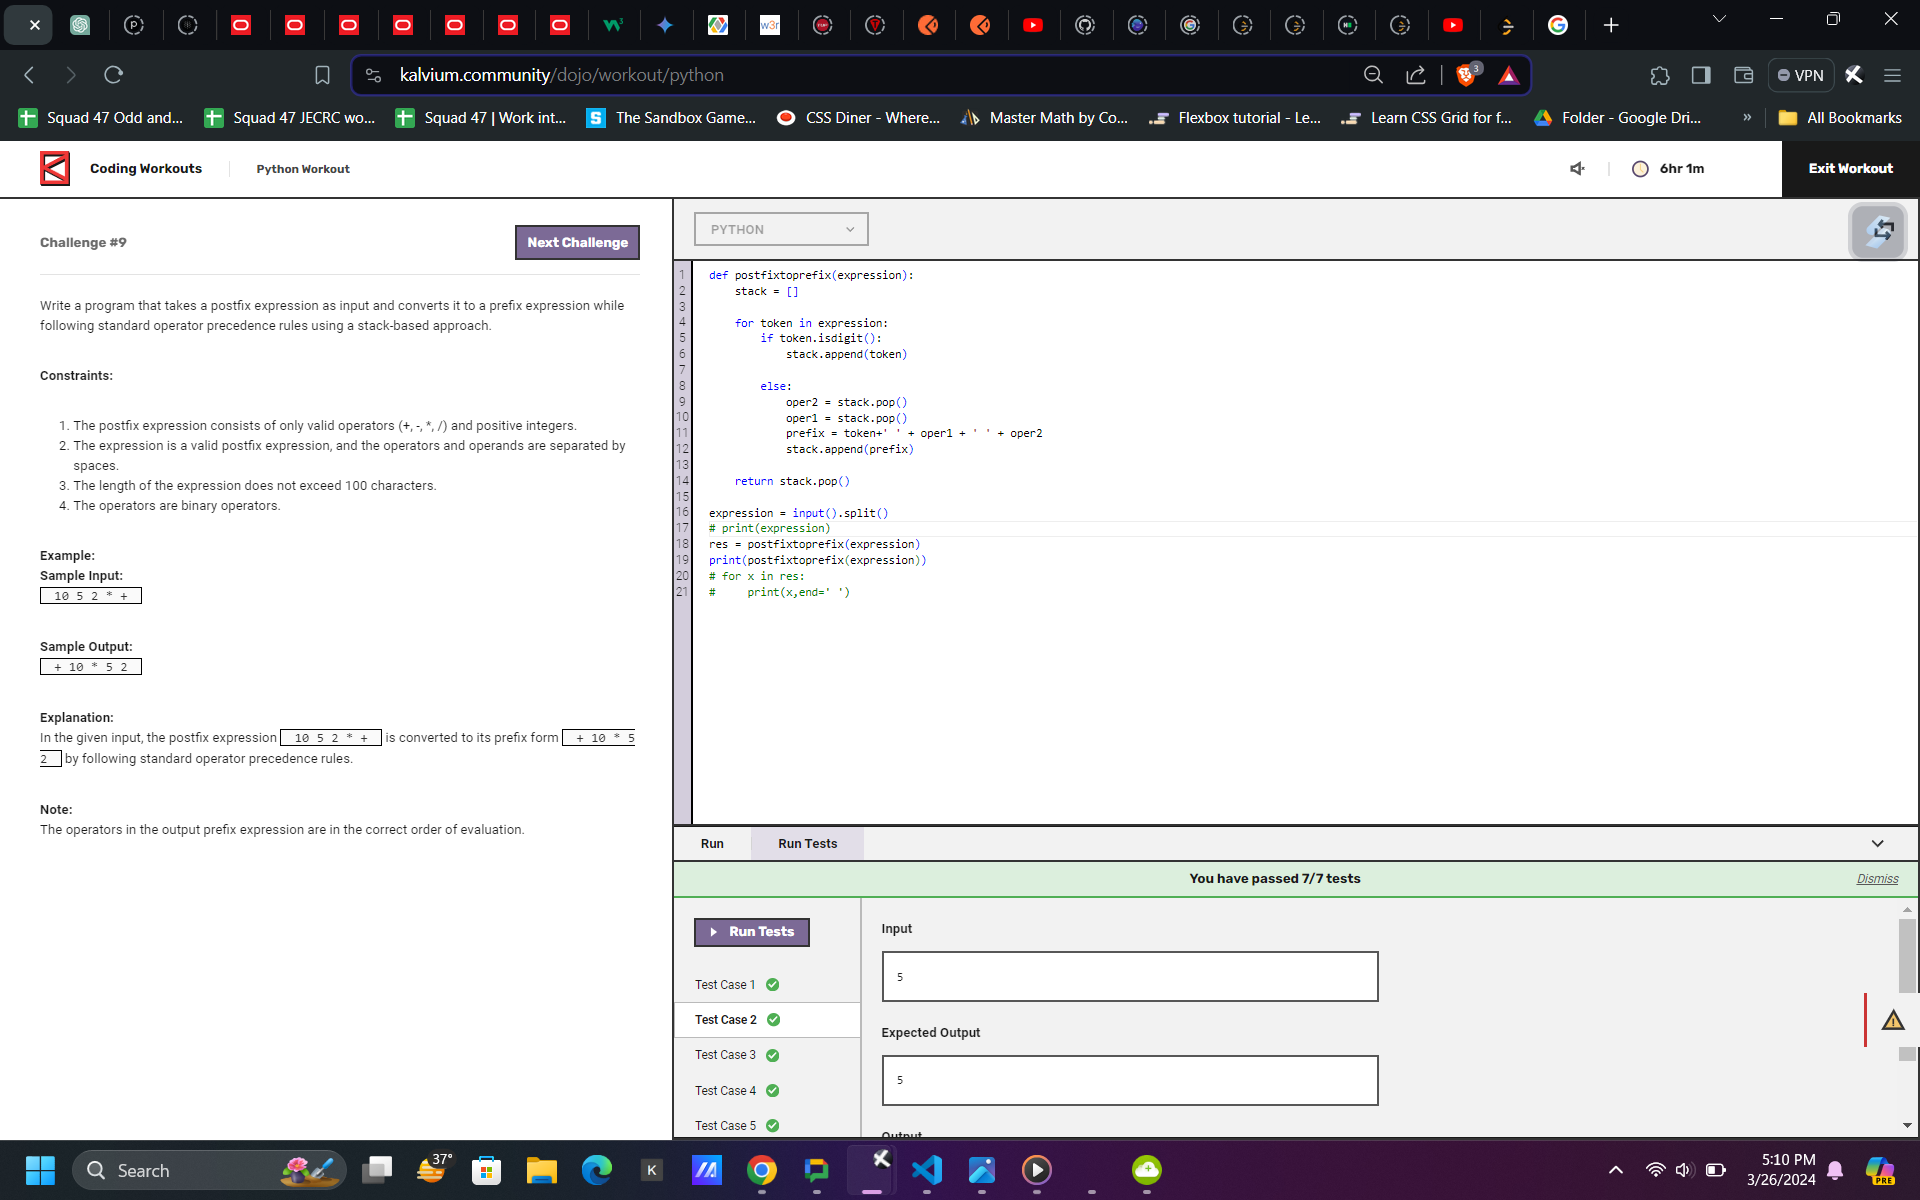 kalvium.community/dojo/workout/python
3
VPN
Squad 47 Odd and...
Squad 47 JECRC wo...
Squad 47 | Work int...
The Sandbox Game...
CSS Diner - Where...
Master Math by Co...
Flexbox tutorial - Le...
Learn CSS Grid for f...
Folder - Google Dri...
»
All Bookmarks
Coding Workouts
Python Workout
6hr 1m
Exit Workout
Challenge #9
Next Challenge
Write a program that takes a postfix expression as input and converts it to a prefix expression while
following standard operator precedence rules using a stack-based approach.
Constraints:
1. The postfix expression consists of only valid operators (+, -, *, /) and positive integers.
2. The expression is a valid postfix expression, and the operators and operands are separated by
spaces.
3. The length of the expression does not exceed 100 characters.
4. The operators are binary operators.
Example:
Sample Input:
10 5 2 * +
Sample Output:
+ 10 * 5 2
Explanation:
In the given input, the postfix expression 10 5 2 * + is converted to its prefix form + 10 * 5
2 by following standard operator precedence rules.
Note:
The operators in the output prefix expression are in the correct order of evaluation.
PYTHON
1 def postfixtoprefix(expression):
2 stack = []
3
4 for token in expression:
5 if token.isdigit():
6 stack.append(token)
7
8 else:
9 oper2 = stack.pop()
10 oper1 = stack.pop()
11 prefix = token+' ' + oper1 + ' ' + oper2
12 stack.append(prefix)
13
14 return stack.pop()
15
16 expression = input().split()
17 # print(expression)
18 res = postfixtoprefix(expression)
19 print(postfixtoprefix(expression))
20 # for x in res:
21 # print(x,end=' ')
Run
Run Tests
You have passed 7/7 tests
Dismiss
Run Tests
Test Case 1
Test Case 2
Test Case 3
Test Case 4
Test Case 5
Input
5
Expected Output
5
Output
Search
37°
K
5:10 PM
3/26/2024
PRE